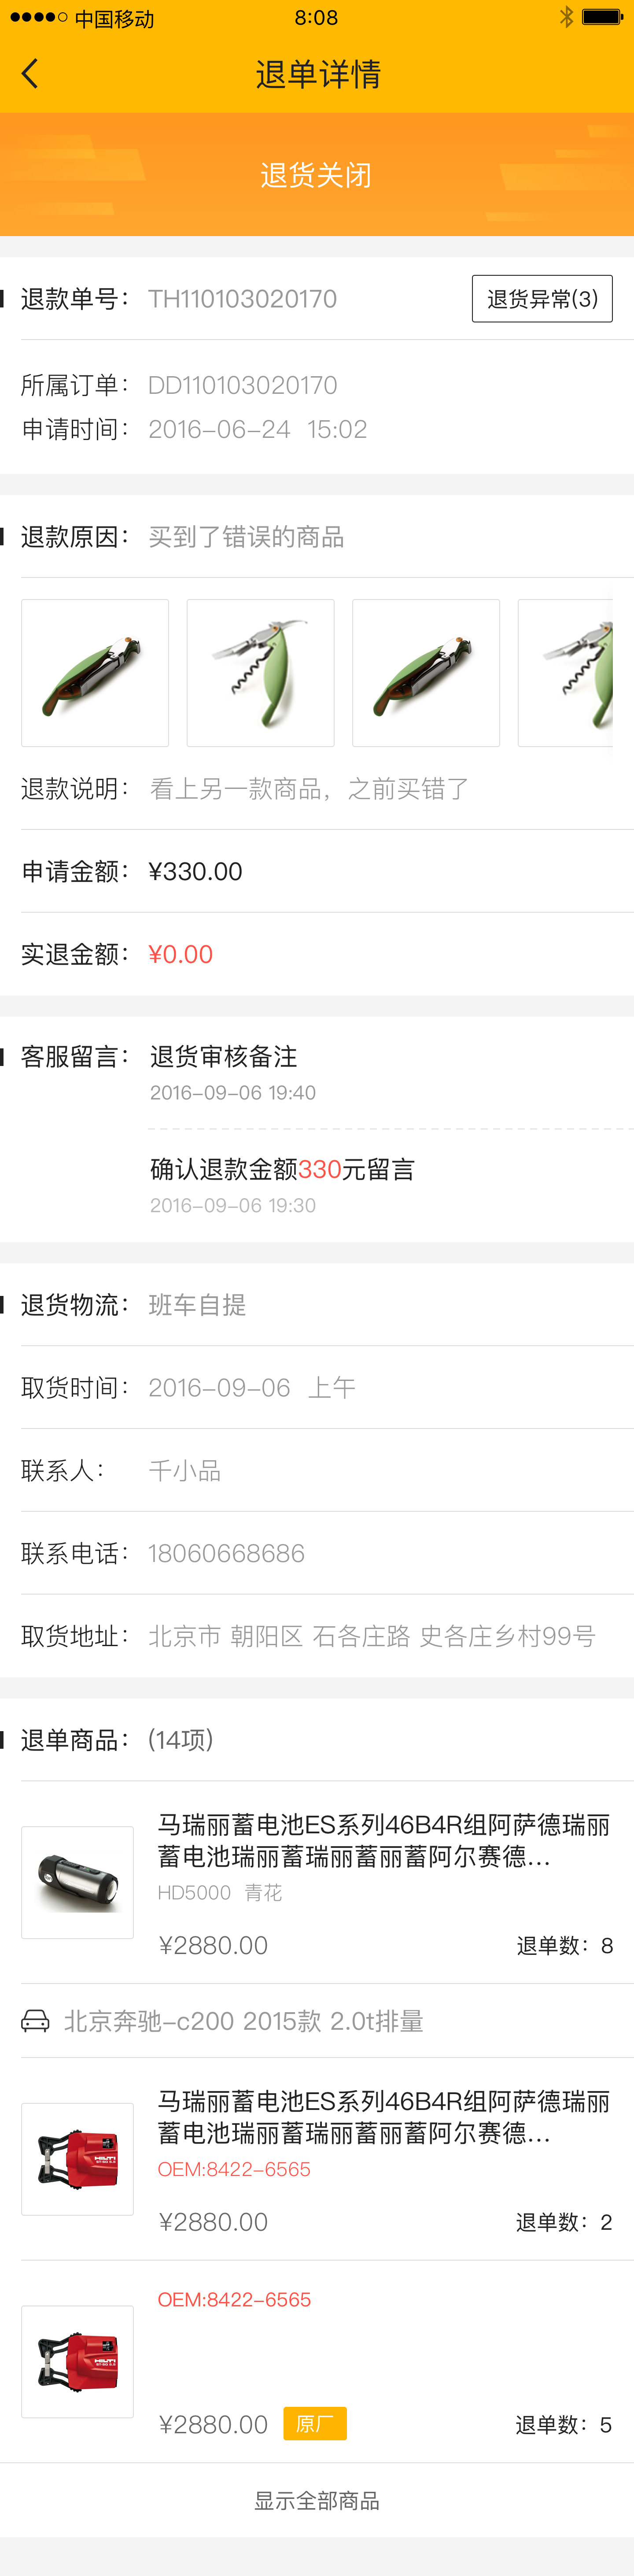 中国移动 8:08
退单详情
退货关闭
退款单号： TH110103020170 退货异常(3)
所属订单： DD110103020170
申请时间： 2016-06-24 15:02
退款原因： 买到了错误的商品
退款说明： 看上另一款商品，之前买错了
申请金额： ¥330.00
实退金额： ¥0.00
客服留言： 退货审核备注
2016-09-06 19:40
确认退款金额330元留言
2016-09-06 19:30
退货物流： 班车自提
取货时间： 2016-09-06 上午
联系人： 千小品
联系电话： 18060668686
取货地址： 北京市 朝阳区 石各庄路 史各庄乡村99号
退单商品： (14项)
马瑞丽蓄电池ES系列46B4R组阿萨德瑞丽
蓄电池瑞丽蓄瑞丽蓄丽蓄阿尔赛德...
HD5000 青花
¥2880.00 退单数：8
北京奔驰-c200 2015款 2.0t排量
马瑞丽蓄电池ES系列46B4R组阿萨德瑞丽
蓄电池瑞丽蓄瑞丽蓄丽蓄阿尔赛德...
OEM:8422-6565
HILTI
¥2880.00 退单数：2
OEM:8422-6565
HILTI
¥2880.00 原厂 退单数：5
显示全部商品